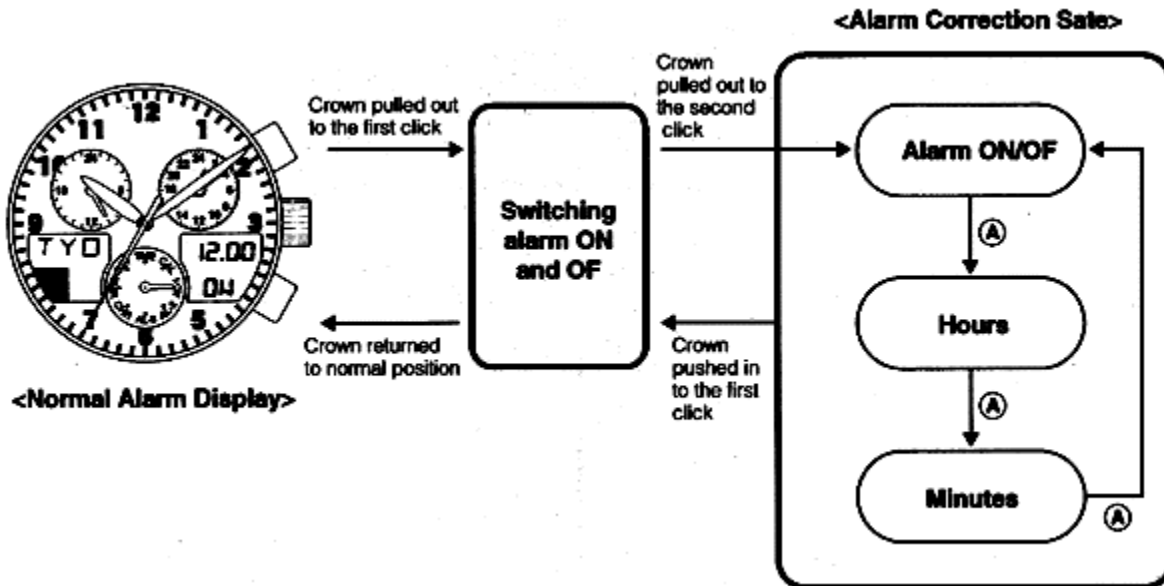 <Alarm Correction Sate>
Crown pulled out
to the first click
Crown
pulled out to
the second
click
Alarm ON/OF
12
11
1
10
2
9
3
TYO
12.00
ON
7
6
5
Switching
alarm ON
and OF
A
Hours
Crown returned
to normal position
Crown
pushed in
to the first
click
<Normal Alarm Display>
A
Minutes
A